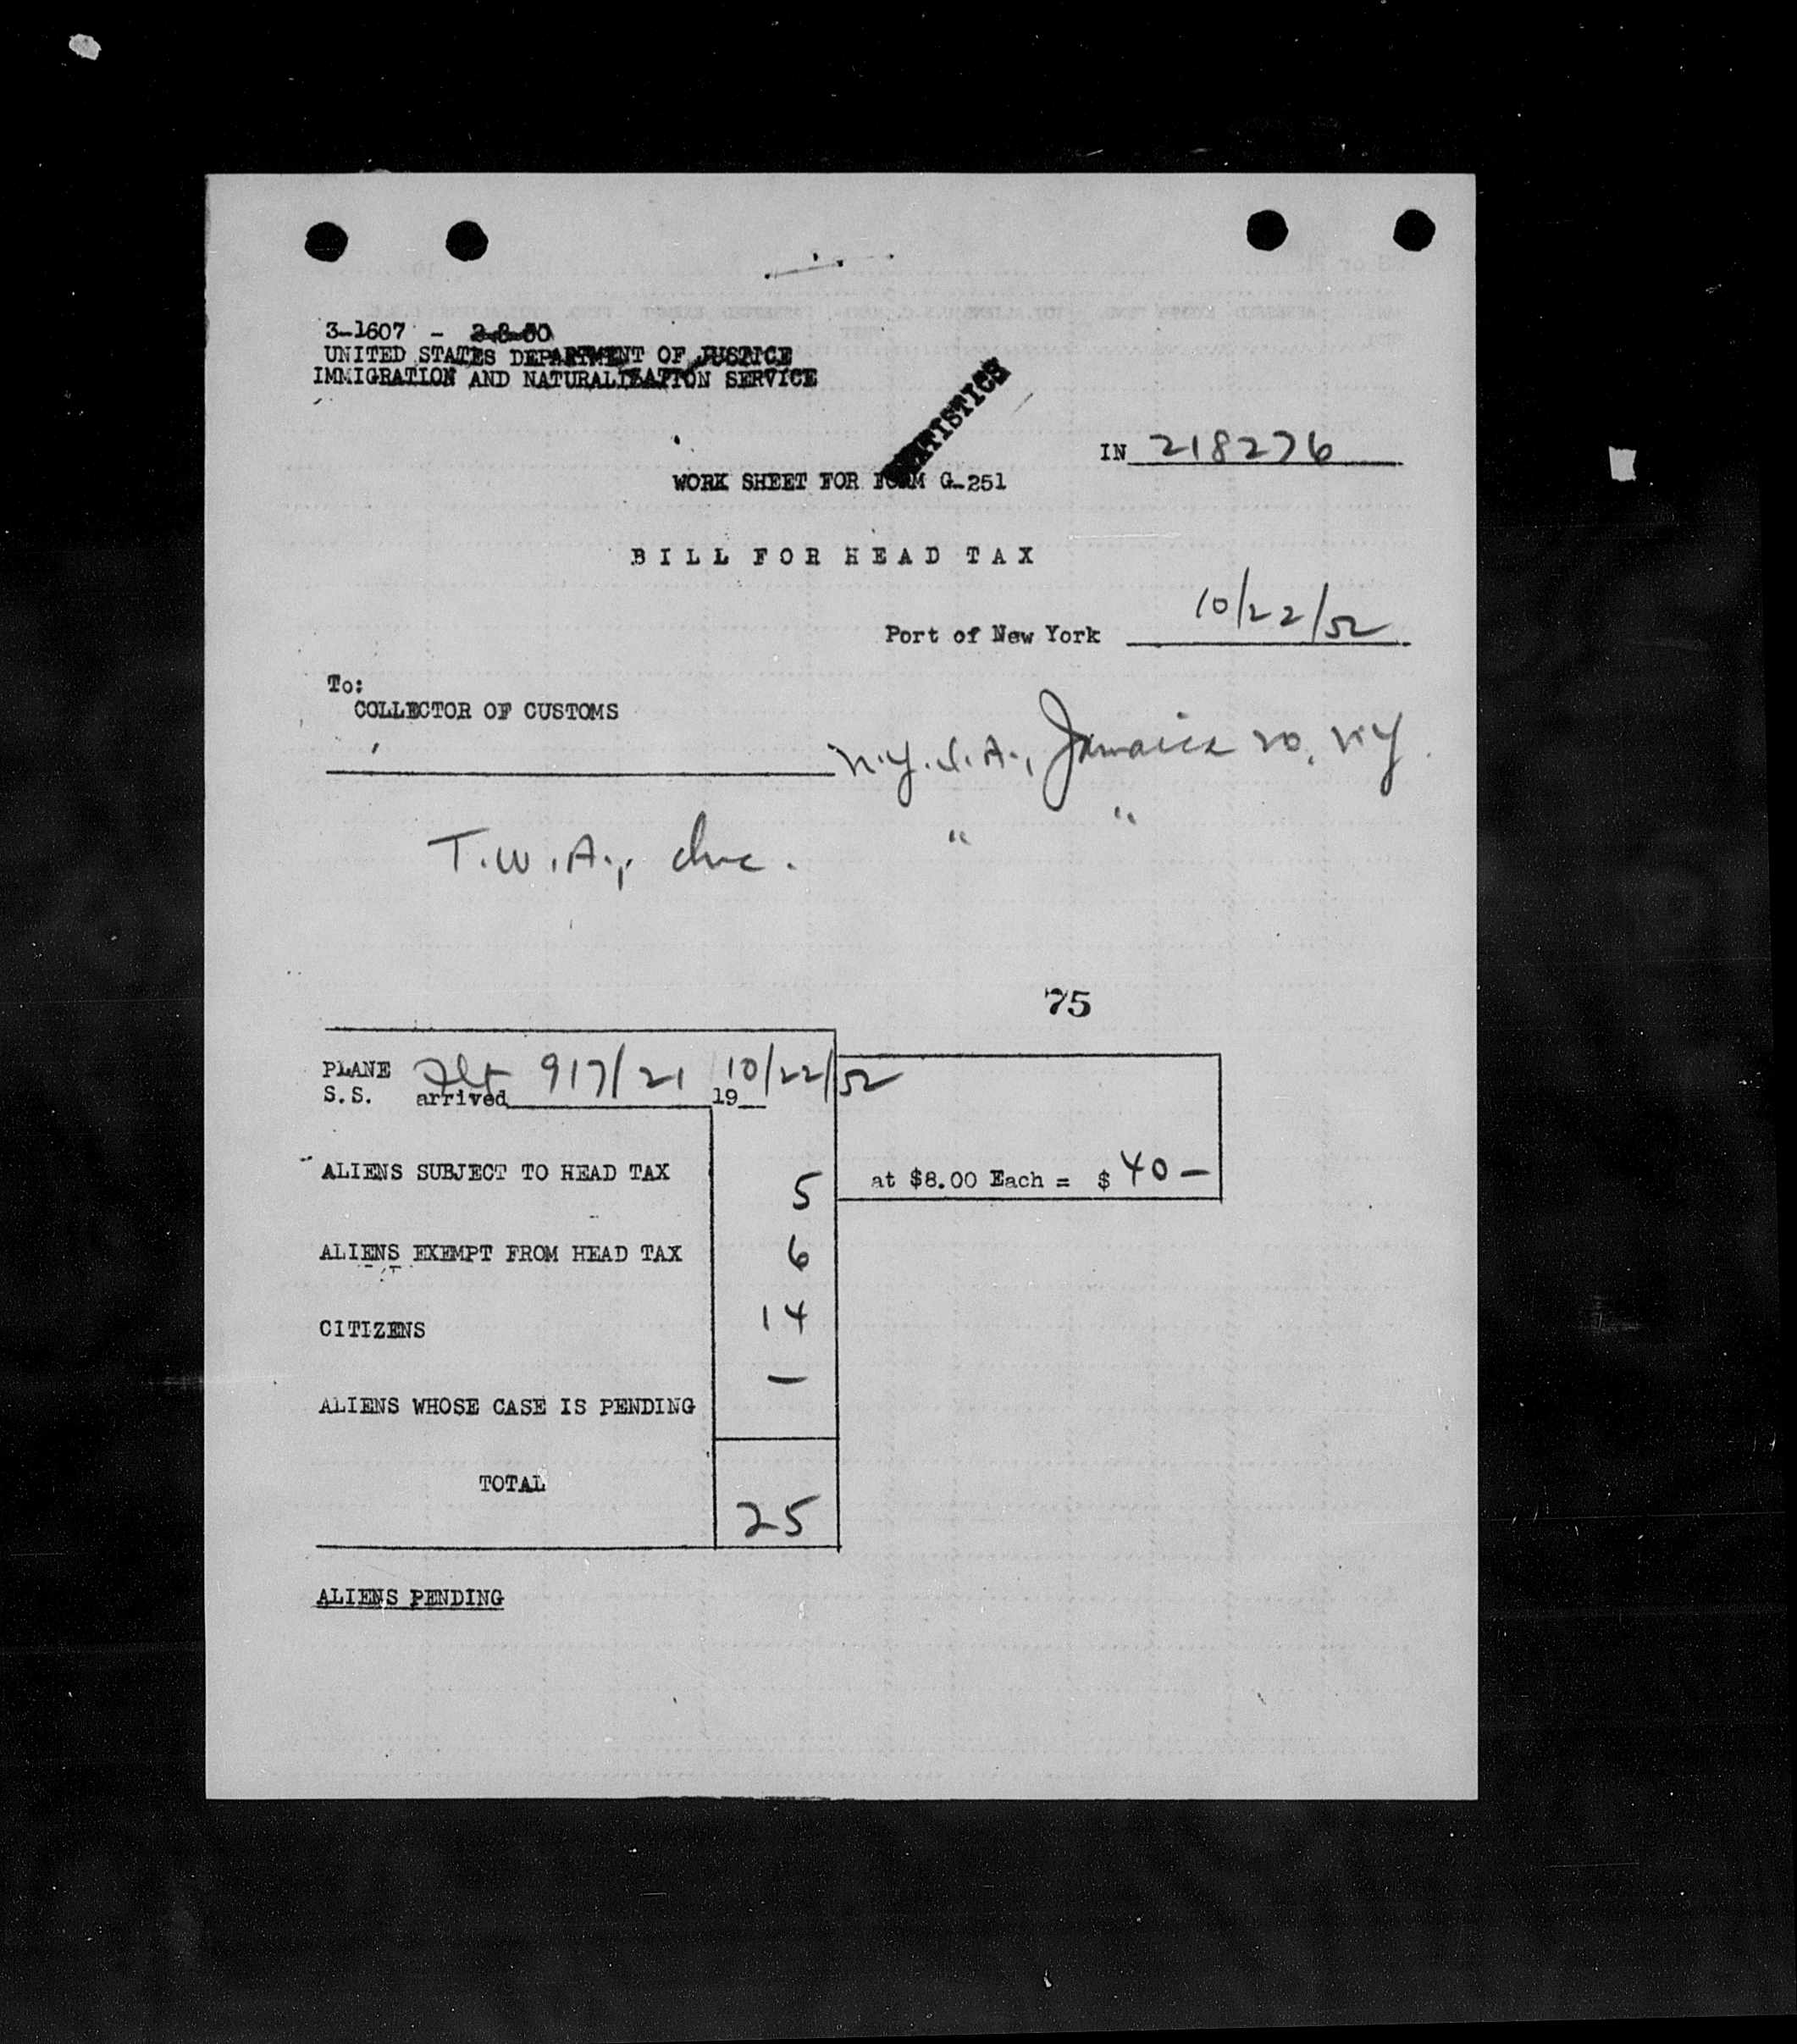 3-1607 - 2-8-50
UNITED STATES DEPARTMENT OF JUSTICE
IMMIGRATION AND NATURALIZATION SERVICE
STATISTICS
IN 218276
WORK SHEET FOR FORM G-251
BILL FOR HEAD TAX
Port of New York 10/22/52
To:
COLLECTOR OF CUSTOMS
N.Y.I.A., Jamaica 20, NY.
T.W.A., Inc. " "
75
PLANE Flt 917/21 10/22/52
S.S. arrived 19
ALIENS SUBJECT TO HEAD TAX 5 at $8.00 Each = $ 40 -
ALIENS EXEMPT FROM HEAD TAX 6
CITIZENS 14
ALIENS WHOSE CASE IS PENDING -
TOTAL 25
ALIENS PENDING